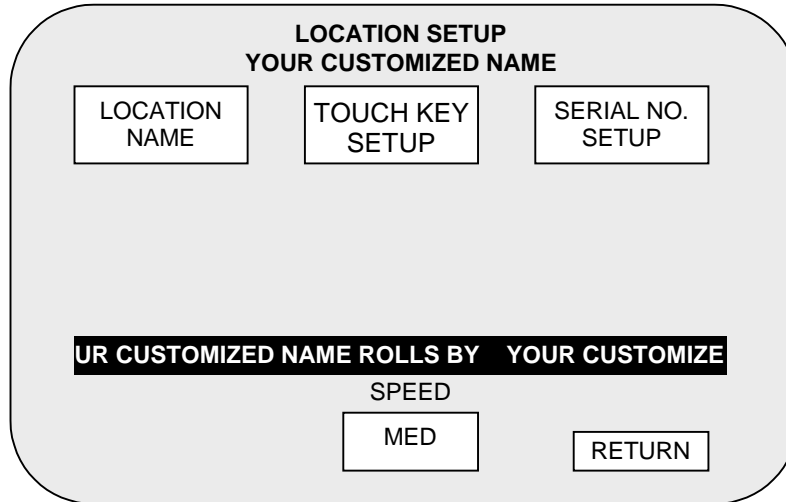 LOCATION SETUP
YOUR CUSTOMIZED NAME
LOCATION
NAME
TOUCH KEY
SETUP
SERIAL NO.
SETUP
UR CUSTOMIZED NAME ROLLS BY YOUR CUSTOMIZE
SPEED
MED
RETURN